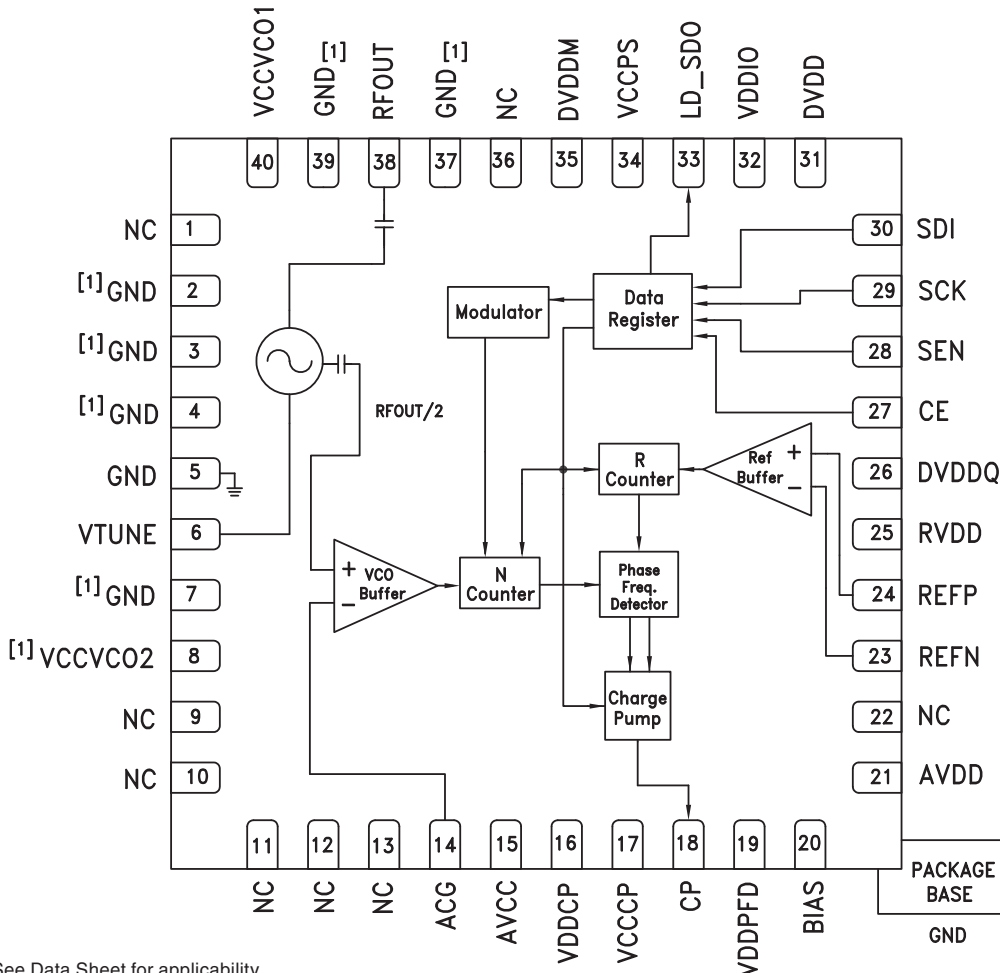 VCCVCO1
GND[1]
RFOUT
GND[1]
NC
DVDDM
VCCPS
LD_SDO
VDDIO
DVDD
40
39
38
37
36
35
34
33
32
31
NC 1
[1] GND 2
[1] GND 3
[1] GND 4
GND 5
VTUNE 6
[1] GND 7
[1] VCCVCO2 8
NC 9
NC 10
30 SDI
29 SCK
28 SEN
27 CE
26 DVDDQ
25 RVDD
24 REFP
23 REFN
22 NC
21 AVDD
Modulator
Data
Register
RFOUT/2
R
Counter
Ref
Buffer
+
−
+
−
VCO
Buffer
N
Counter
Phase
Freq.
Detector
Charge
Pump
11
12
13
14
15
16
17
18
19
20
NC
NC
NC
ACG
AVCC
VDDCP
VCCCP
CP
VDDPFD
BIAS
PACKAGE
BASE
GND
See Data Sheet for applicability